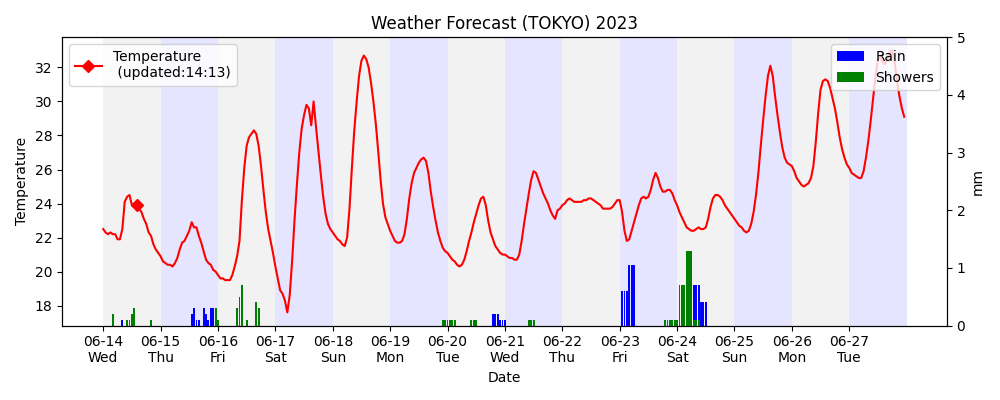 Weather Forecast (TOKYO) 2023
Temperature
(updated:14:13)
Rain
Showers
Temperature
32
30
28
26
24
22
20
18
5
4
3
2
1
0
mm
06-14 06-15 06-16 06-17 06-18 06-19 06-20 06-21 06-22 06-23 06-24 06-25 06-26 06-27
Wed Thu Fri Sat Sun Mon Tue Wed Thu Fri Sat Sun Mon Tue
Date